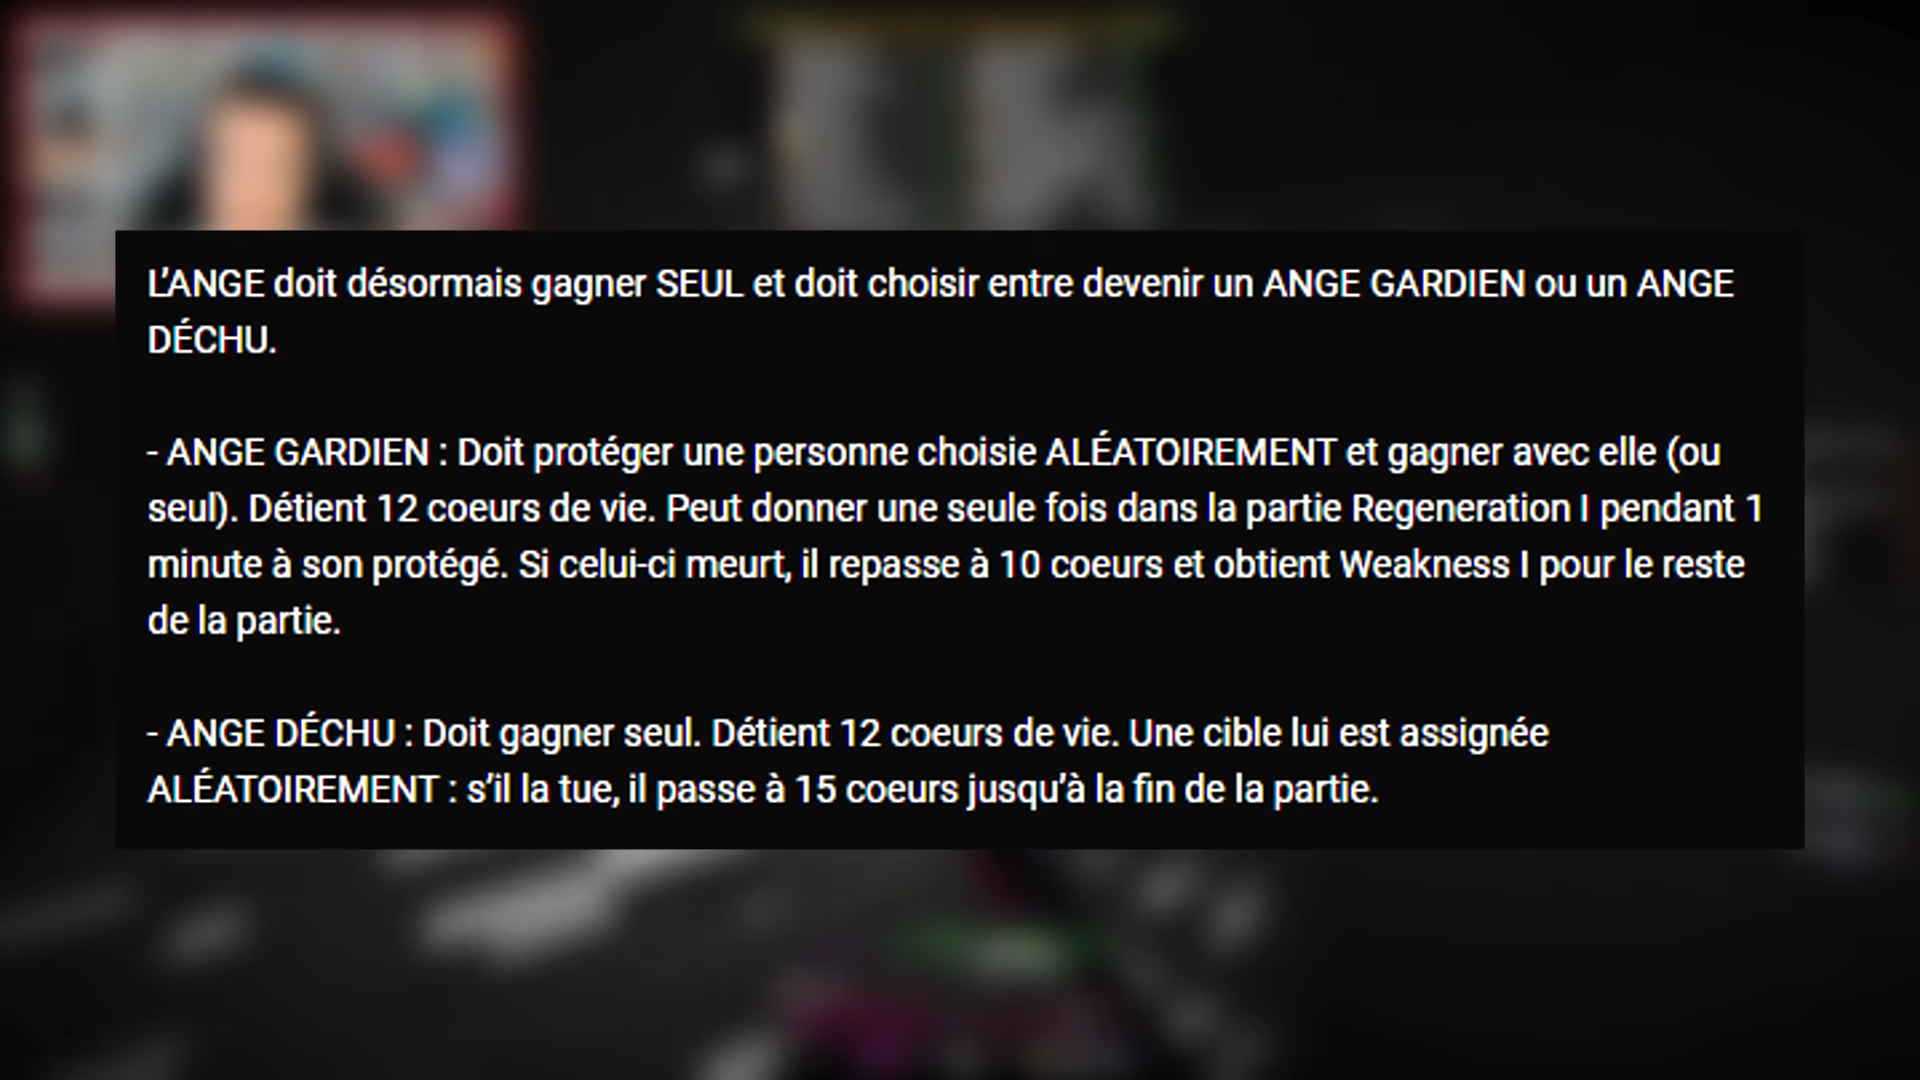 L'ANGE doit désormais gagner SEUL et doit choisir entre devenir un ANGE GARDIEN ou un ANGE
DÉCHU.
- ANGE GARDIEN : Doit protéger une personne choisie ALÉATOIREMENT et gagner avec elle (ou
seul). Détient 12 coeurs de vie. Peut donner une seule fois dans la partie Regeneration I pendant 1
minute à son protégé. Si celui-ci meurt, il repasse à 10 coeurs et obtient Weakness I pour le reste
de la partie.
- ANGE DÉCHU : Doit gagner seul. Détient 12 coeurs de vie. Une cible lui est assignée
ALÉATOIREMENT : s'il la tue, il passe à 15 coeurs jusqu'à la fin de la partie.